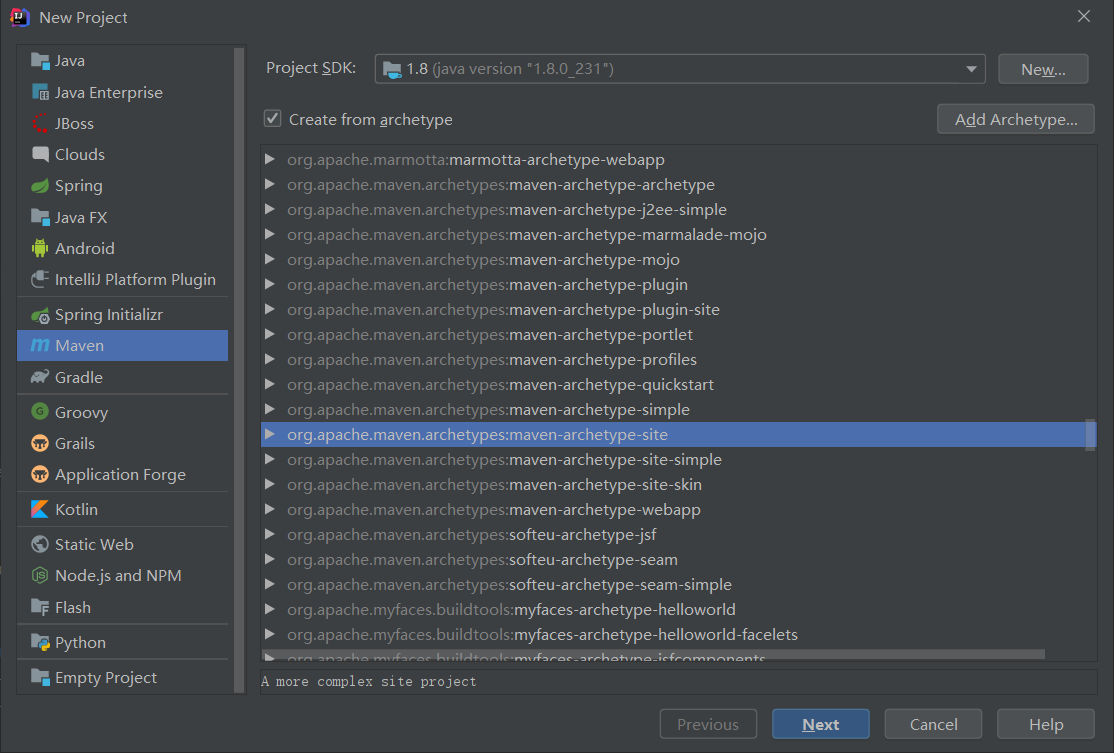 New Project
Java
Java Enterprise
JBoss
Clouds
Spring
Java FX
Android
IntelliJ Platform Plugin
Spring Initializr
Maven
Gradle
Groovy
Grails
Application Forge
Kotlin
Static Web
Node.js and NPM
Flash
Python
Empty Project
Project SDK: 1.8 (java version "1.8.0_231") New...
Create from archetype Add Archetype...
org.apache.marmotta:marmotta-archetype-webapp
org.apache.maven.archetypes:maven-archetype-archetype
org.apache.maven.archetypes:maven-archetype-j2ee-simple
org.apache.maven.archetypes:maven-archetype-marmalade-mojo
org.apache.maven.archetypes:maven-archetype-mojo
org.apache.maven.archetypes:maven-archetype-plugin
org.apache.maven.archetypes:maven-archetype-plugin-site
org.apache.maven.archetypes:maven-archetype-portlet
org.apache.maven.archetypes:maven-archetype-profiles
org.apache.maven.archetypes:maven-archetype-quickstart
org.apache.maven.archetypes:maven-archetype-simple
org.apache.maven.archetypes:maven-archetype-site
org.apache.maven.archetypes:maven-archetype-site-simple
org.apache.maven.archetypes:maven-archetype-site-skin
org.apache.maven.archetypes:maven-archetype-webapp
org.apache.maven.archetypes:softeu-archetype-jsf
org.apache.maven.archetypes:softeu-archetype-seam
org.apache.maven.archetypes:softeu-archetype-seam-simple
org.apache.myfaces.buildtools:myfaces-archetype-helloworld
org.apache.myfaces.buildtools:myfaces-archetype-helloworld-facelets
org.apache.myfaces.buildtools:myfaces-archetype-jsfcomponents
A more complex site project
Previous Next Cancel Help